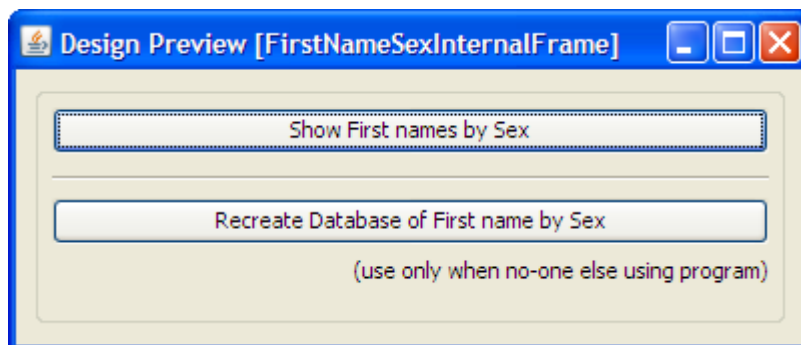 Design Preview [FirstNameSexInternalFrame]
Show First names by Sex
Recreate Database of First name by Sex
(use only when no-one else using program)